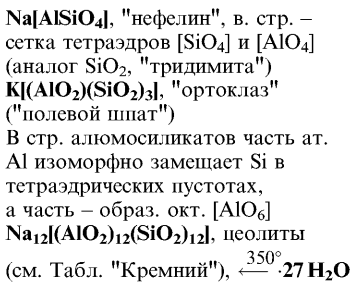 Na[AlSiO₄], "нефелин", в. стр. –
сетка тетраэдров [SiO₄] и [AlO₄]
(аналог SiO₂, "тридимита")
K[(AlO₂)(SiO₂)₃], "ортоклаз"
("полевой шпат")
В стр. алюмосиликатов часть ат.
Al изоморфно замещает Si в
тетраэдрических пустотах,
а часть – образ. окт. [AlO₆]
Na₁₂[(AlO₂)₁₂(SiO₂)₁₂], цеолиты
(см. Табл. "Кремний"), ⟵350° ·27 H₂O